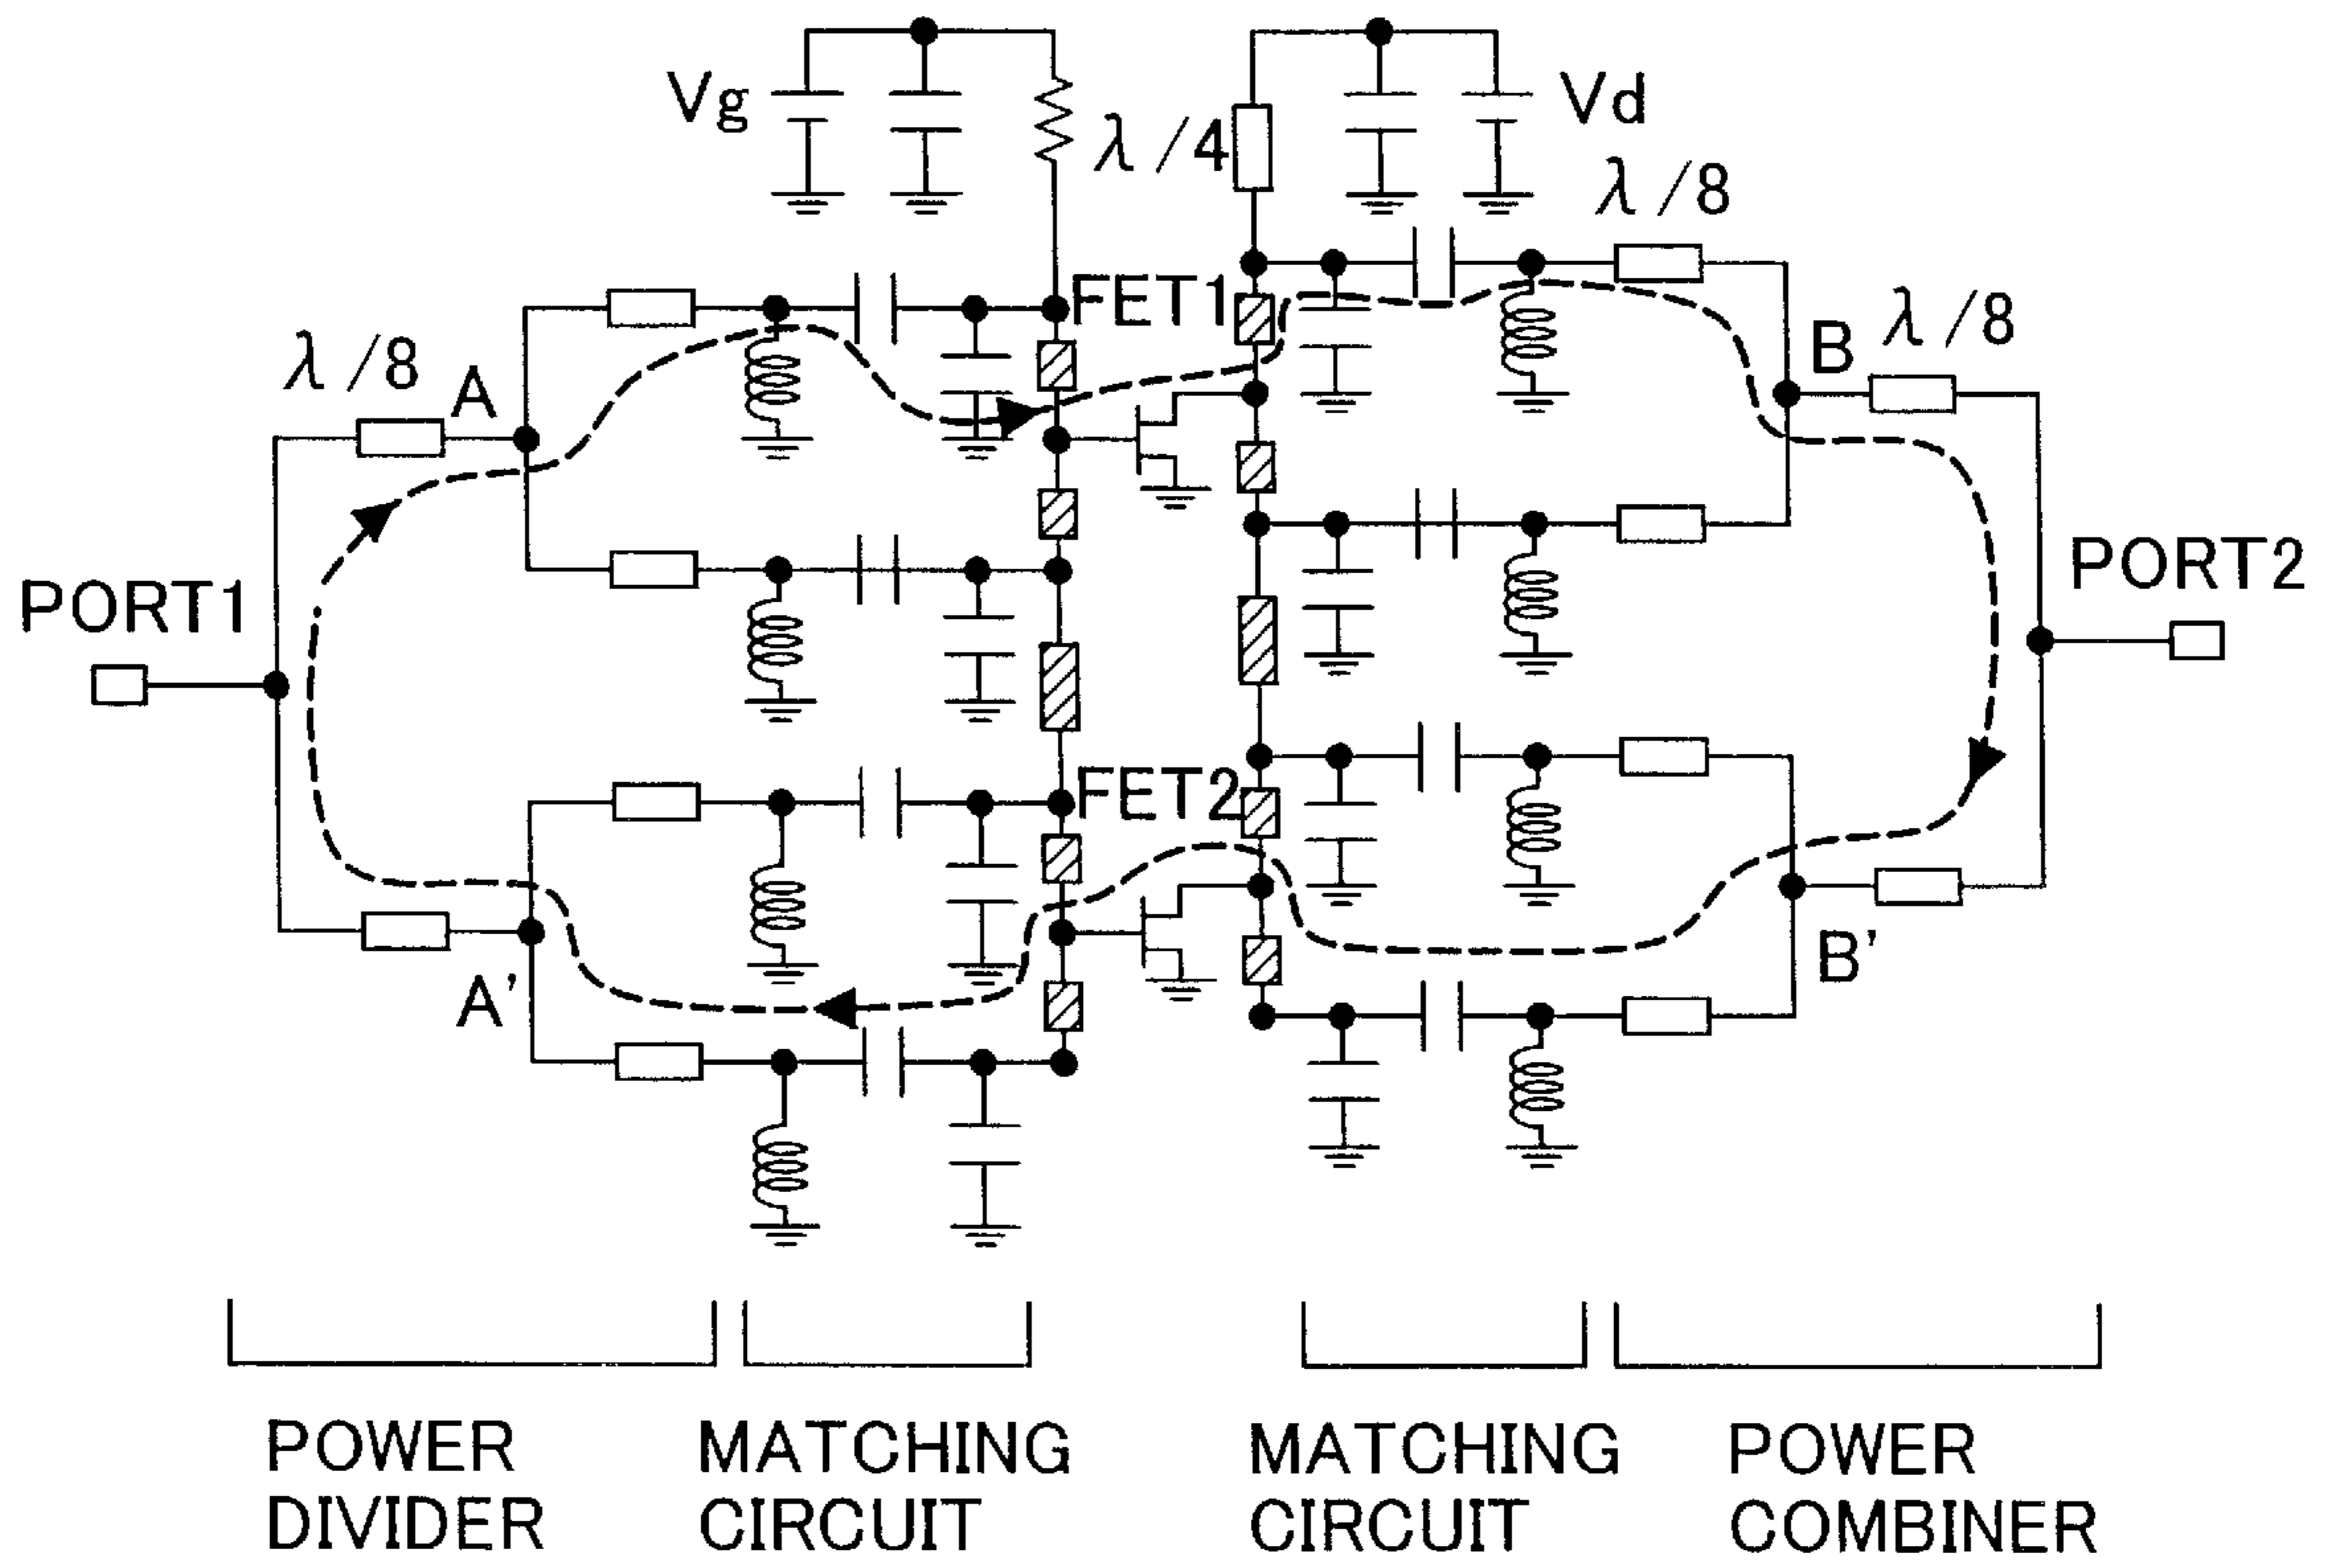 Vg
λ/4
Vd
λ/8
FET1
λ/8
A
B
λ/8
PORT1
PORT2
FET2
A'
B'
POWER DIVIDER
MATCHING CIRCUIT
MATCHING CIRCUIT
POWER COMBINER